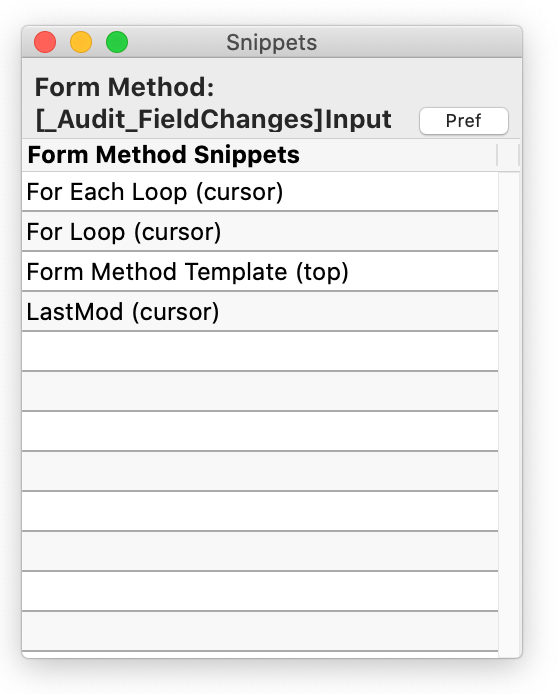 Snippets
Form Method:
[_Audit_FieldChanges]Input
Pref
Form Method Snippets
For Each Loop (cursor)
For Loop (cursor)
Form Method Template (top)
LastMod (cursor)